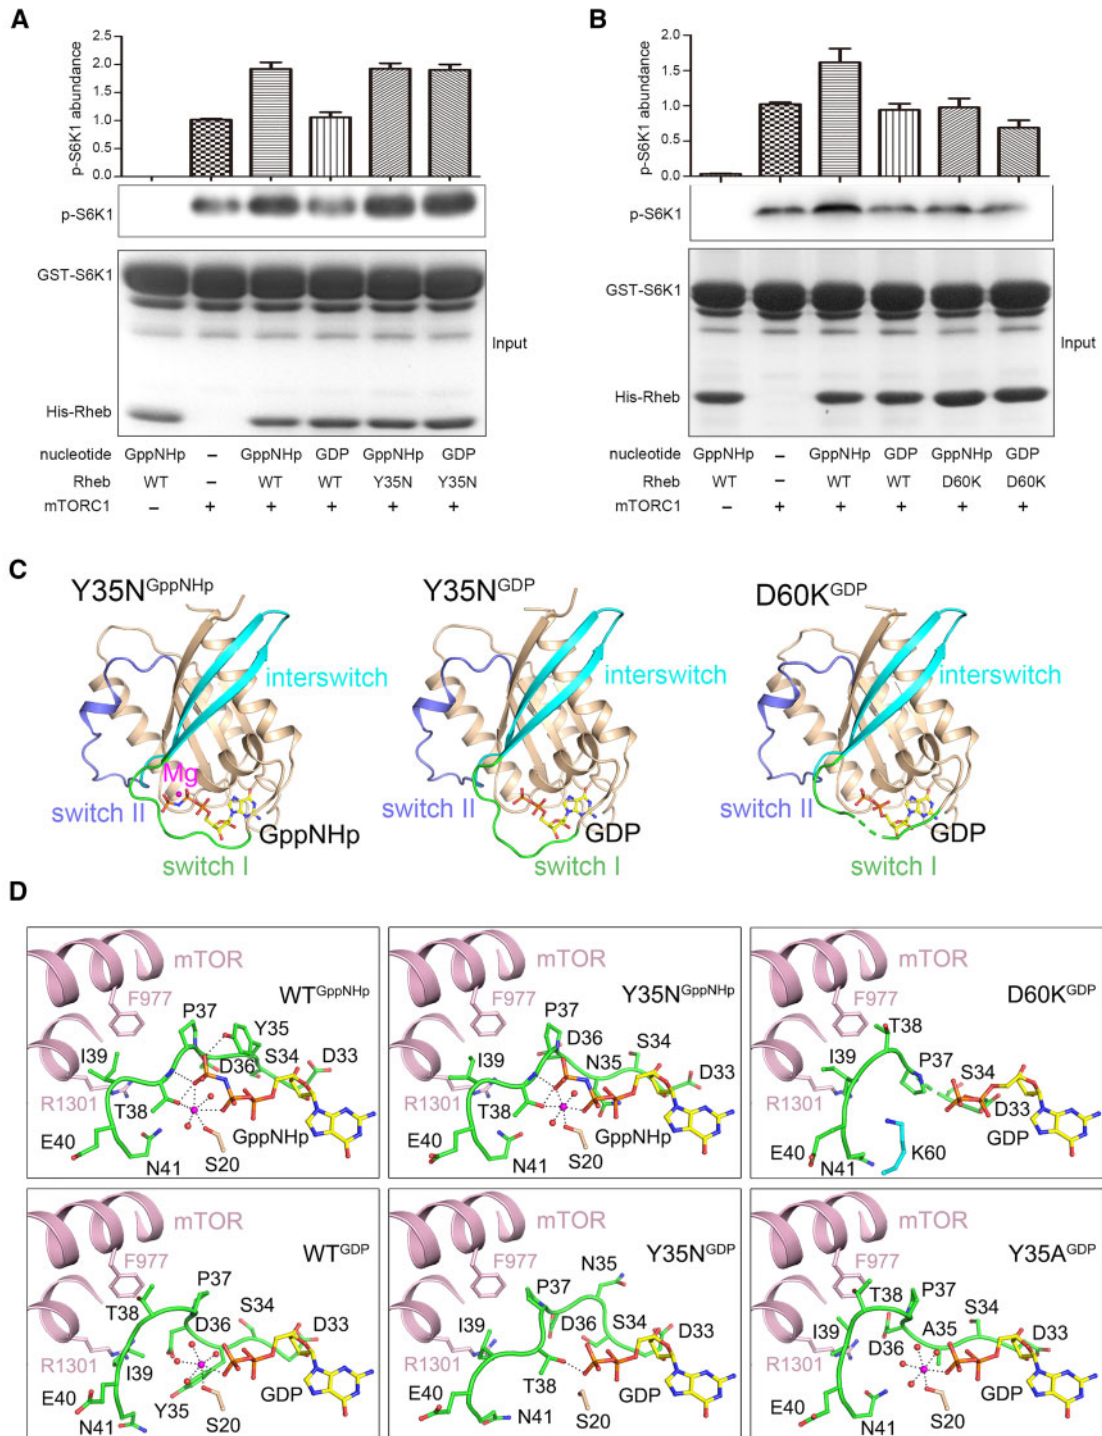 A
p-S6K1 abundance
2.5
2.0
1.5
1.0
0.5
0.0
p-S6K1
GST-S6K1
Input
His-Rheb
nucleotide GppNHp – GppNHp GDP GppNHp GDP
Rheb WT – WT WT Y35N Y35N
mTORC1 – + + + + +
B
p-S6K1 abundance
2.0
1.5
1.0
0.5
0.0
p-S6K1
GST-S6K1
Input
His-Rheb
nucleotide GppNHp – GppNHp GDP GppNHp GDP
Rheb WT – WT WT D60K D60K
mTORC1 – + + + + +
C
Y35N^GppNHp
interswitch
Mg
switch II
GppNHp
switch I
Y35N^GDP
interswitch
switch II
GDP
switch I
D60K^GDP
interswitch
switch II
GDP
switch I
D
mTOR
WT^GppNHp
F977
P37
Y35
I39
D36
S34
D33
R1301
T38
GppNHp
E40
N41
S20
mTOR
Y35N^GppNHp
F977
P37
D36
S34
I39
N35
D33
R1301
T38
GppNHp
E40
N41
S20
mTOR
D60K^GDP
F977
T38
I39
P37
S34
R1301
D33
GDP
E40
N41
K60
mTOR
WT^GDP
F977
P37
T38
S34
D36
D33
R1301
I39
GDP
E40
Y35
S20
N41
mTOR
Y35N^GDP
F977
N35
P37
I39
D36
S34
D33
R1301
T38
GDP
E40
N41
S20
mTOR
Y35A^GDP
F977
T38
P37
S34
I39
A35
D36
D33
R1301
GDP
E40
N41
S20